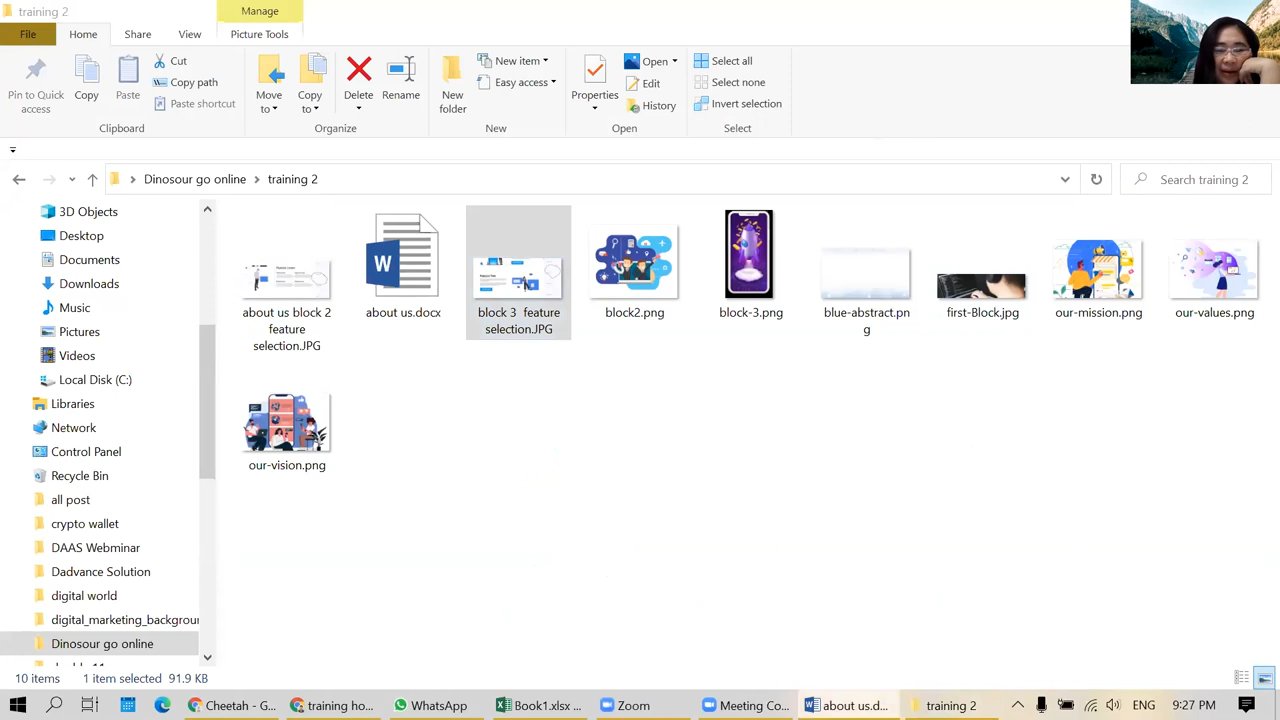 training 2
Manage
File
Home
Share
View
Picture Tools
Pin to Quick
access
Copy
Paste
Cut
Copy path
Paste shortcut
Clipboard
Move
to
Copy
to
Delete
Rename
Organize
New
folder
New item
Easy access
New
Properties
Open
Edit
History
Open
Select all
Select none
Invert selection
Select
Dinosour go online
training 2
Search training 2
3D Objects
Desktop
Documents
Downloads
Music
Pictures
Videos
Local Disk (C:)
Libraries
Network
Control Panel
Recycle Bin
all post
crypto wallet
DAAS Webminar
Dadvance Solution
digital world
digital_marketing_backgroun
Dinosour go online
about us block 2
feature
selection.JPG
W
about us.docx
block 3 feature
selection.JPG
block2.png
block-3.png
blue-abstract.pn
g
first-Block.jpg
our-mission.png
our-values.png
our-vision.png
10 items
1 item selected 91.9 KB
Cheetah - G...
training ho...
WhatsApp
Book1.xlsx ...
Zoom
Meeting Co...
about us.d...
training 2
ENG
9:27 PM